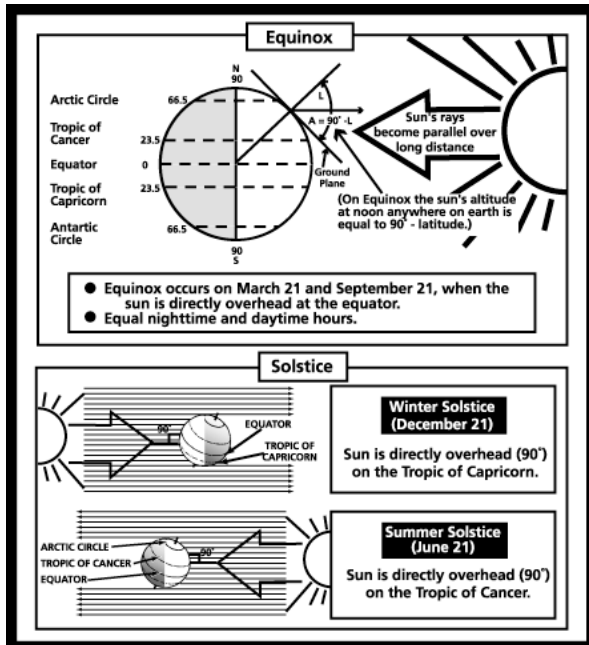 Equinox
N
90
Arctic Circle
66.5
L
A = 90° -L
Sun's rays
become parallel over
long distance
Tropic of
Cancer
23.5
Equator
0
Ground
Plane
Tropic of
Capricorn
23.5
(On Equinox the sun's altitude
at noon anywhere on earth is
equal to 90° - latitude.)
Antartic
Circle
66.5
90
S
● Equinox occurs on March 21 and September 21, when the
sun is directly overhead at the equator.
● Equal nighttime and daytime hours.
Solstice
90°
EQUATOR
TROPIC OF
CAPRICORN
Winter Solstice
(December 21)
Sun is directly overhead (90°)
on the Tropic of Capricorn.
ARCTIC CIRCLE
TROPIC OF CANCER
EQUATOR
90°
Summer Solstice
(June 21)
Sun is directly overhead (90°)
on the Tropic of Cancer.